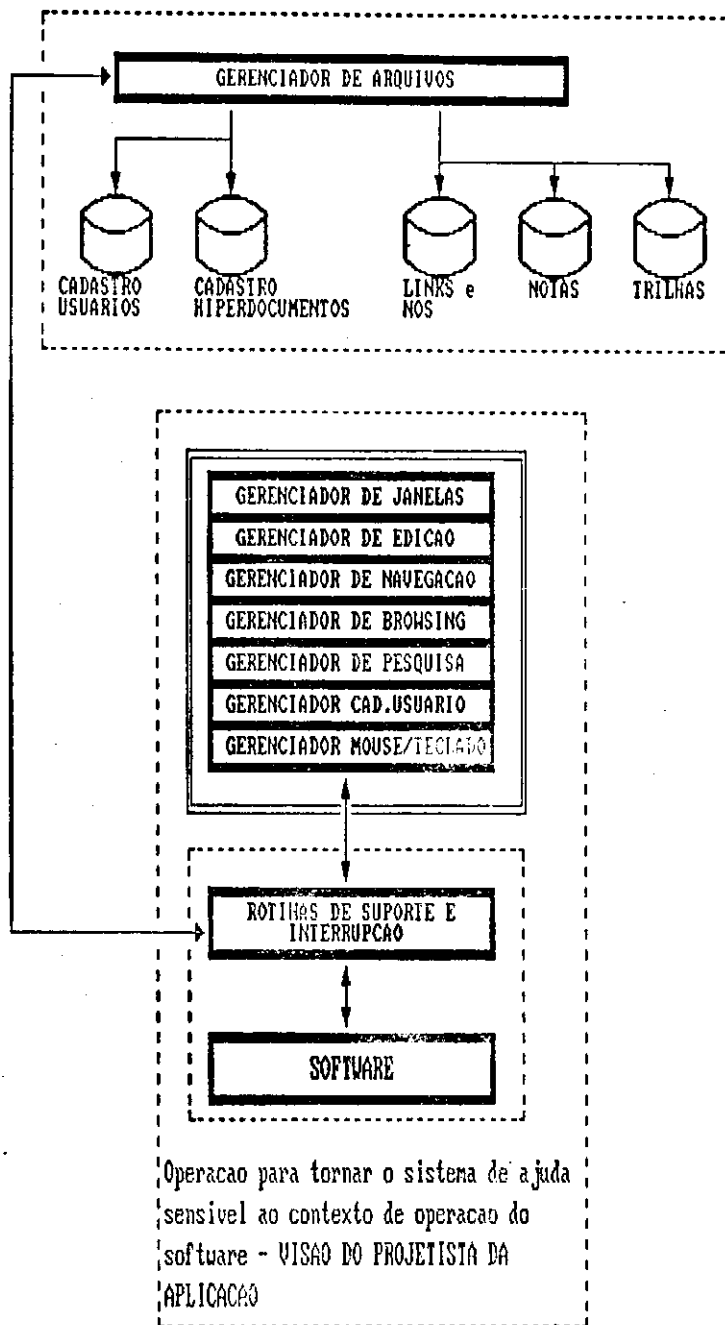 GERENCIADOR DE ARQUIVOS
CADASTRO
USUARIOS
CADASTRO
HIPERDOCUMENTOS
LINKS e
NOS
NOTAS
TRILHAS
GERENCIADOR DE JANELAS
GERENCIADOR DE EDICAO
GERENCIADOR DE NAVEGACAO
GERENCIADOR DE BROWSING
GERENCIADOR DE PESQUISA
GERENCIADOR CAD.USUARIO
GERENCIADOR MOUSE/TECLADO
ROTINAS DE SUPORTE E
INTERRUPCAO
SOFTWARE
Operacao para tornar o sistema de ajuda
sensivel ao contexto de operacao do
software - VISAO DO PROJETISTA DA
APLICACAO